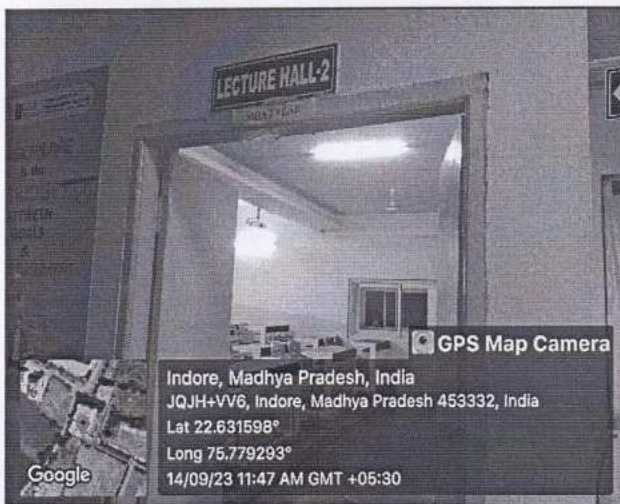 LECTURE HALL-2
GPS Map Camera
Indore, Madhya Pradesh, India
JQJH+VV6, Indore, Madhya Pradesh 453332, India
Lat 22.631598°
Long 75.779293°
14/09/23 11:47 AM GMT +05:30
Google